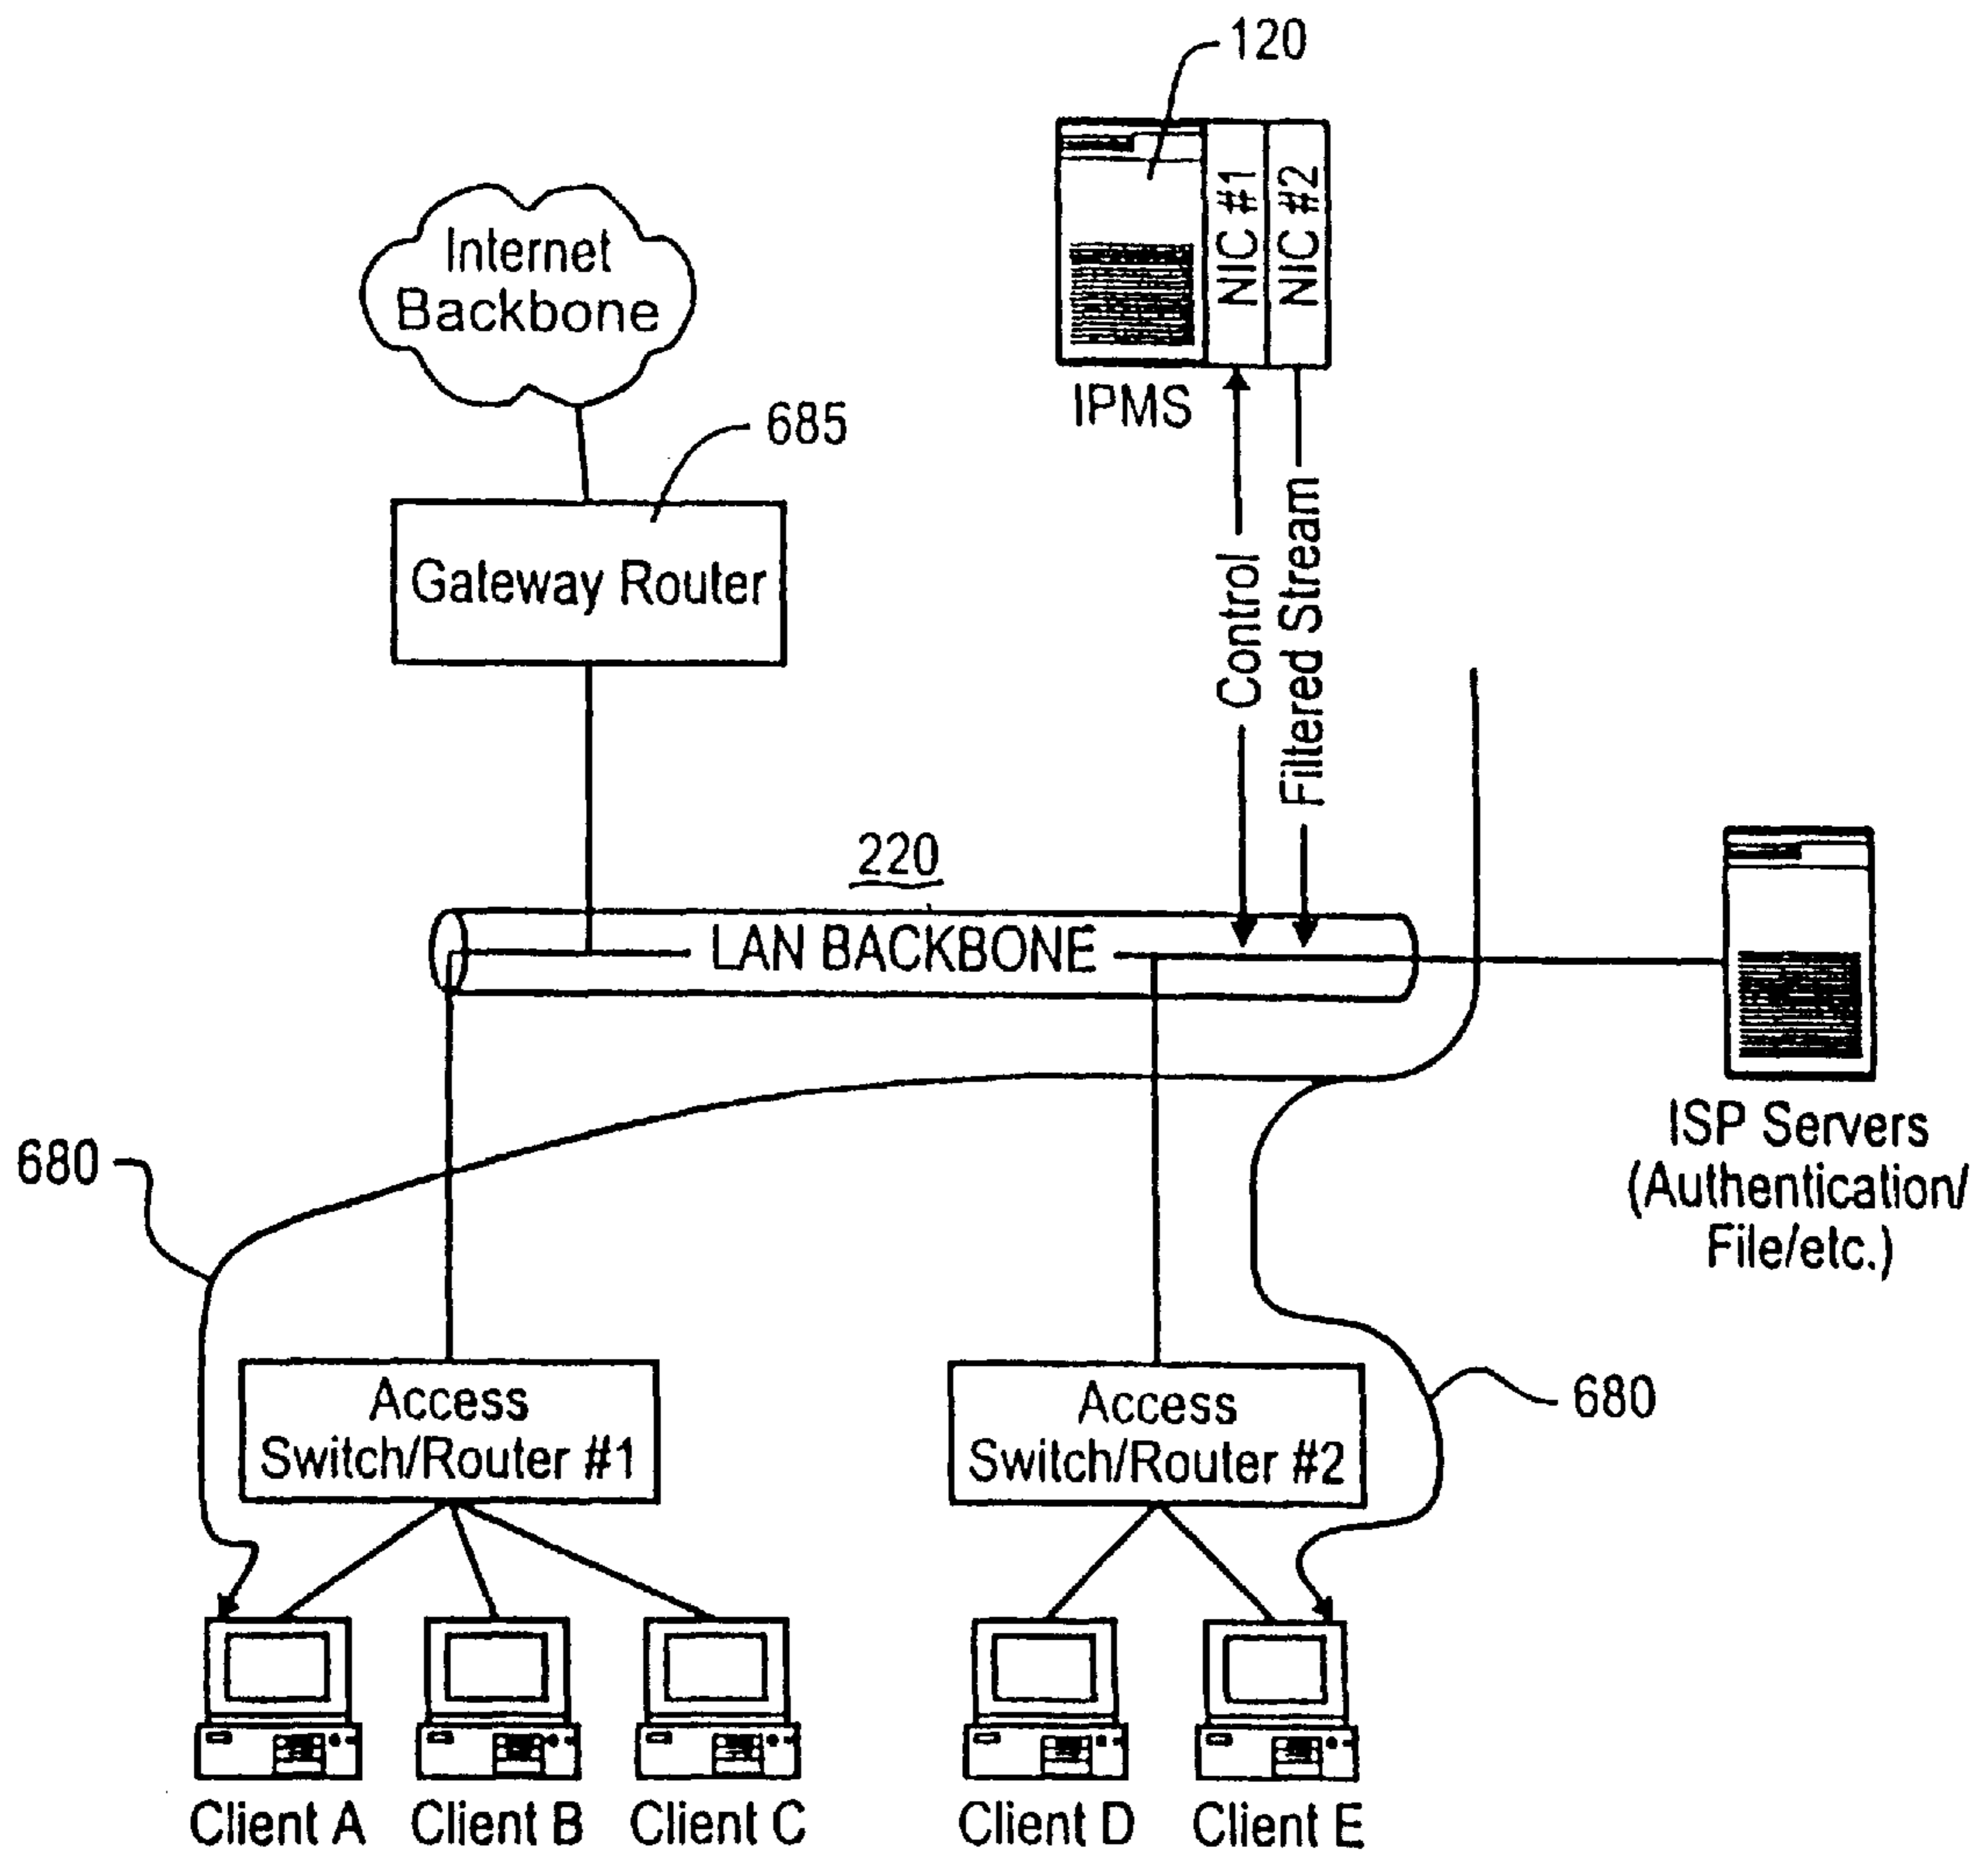 120
NIC #1
NIC #2
IPMS
Internet
Backbone
685
Gateway Router
Control
Filtered Stream
220
LAN BACKBONE
ISP Servers
(Authentication/
File/etc.)
680
Access
Switch/Router #1
Access
Switch/Router #2
680
Client A
Client B
Client C
Client D
Client E